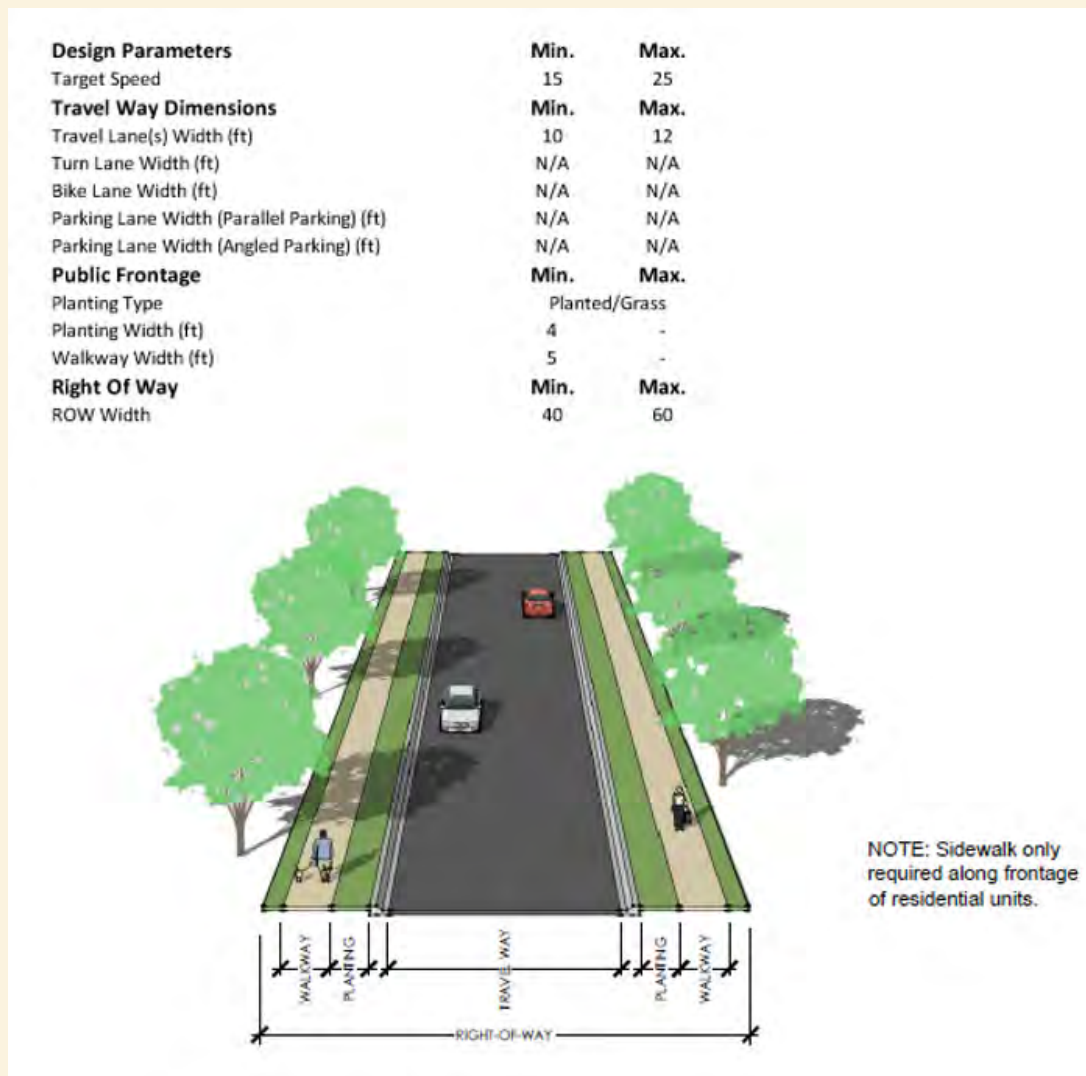 Design Parameters Min. Max.
Target Speed 15 25
Travel Way Dimensions Min. Max.
Travel Lane(s) Width (ft) 10 12
Turn Lane Width (ft) N/A N/A
Bike Lane Width (ft) N/A N/A
Parking Lane Width (Parallel Parking) (ft) N/A N/A
Parking Lane Width (Angled Parking) (ft) N/A N/A
Public Frontage Min. Max.
Planting Type Planted/Grass
Planting Width (ft) 4 -
Walkway Width (ft) 5 -
Right Of Way Min. Max.
ROW Width 40 60
NOTE: Sidewalk only
required along frontage
of residential units.
WALKWAY
PLANTING
TRAVEL WAY
PLANTING
WALKWAY
RIGHT-OF-WAY